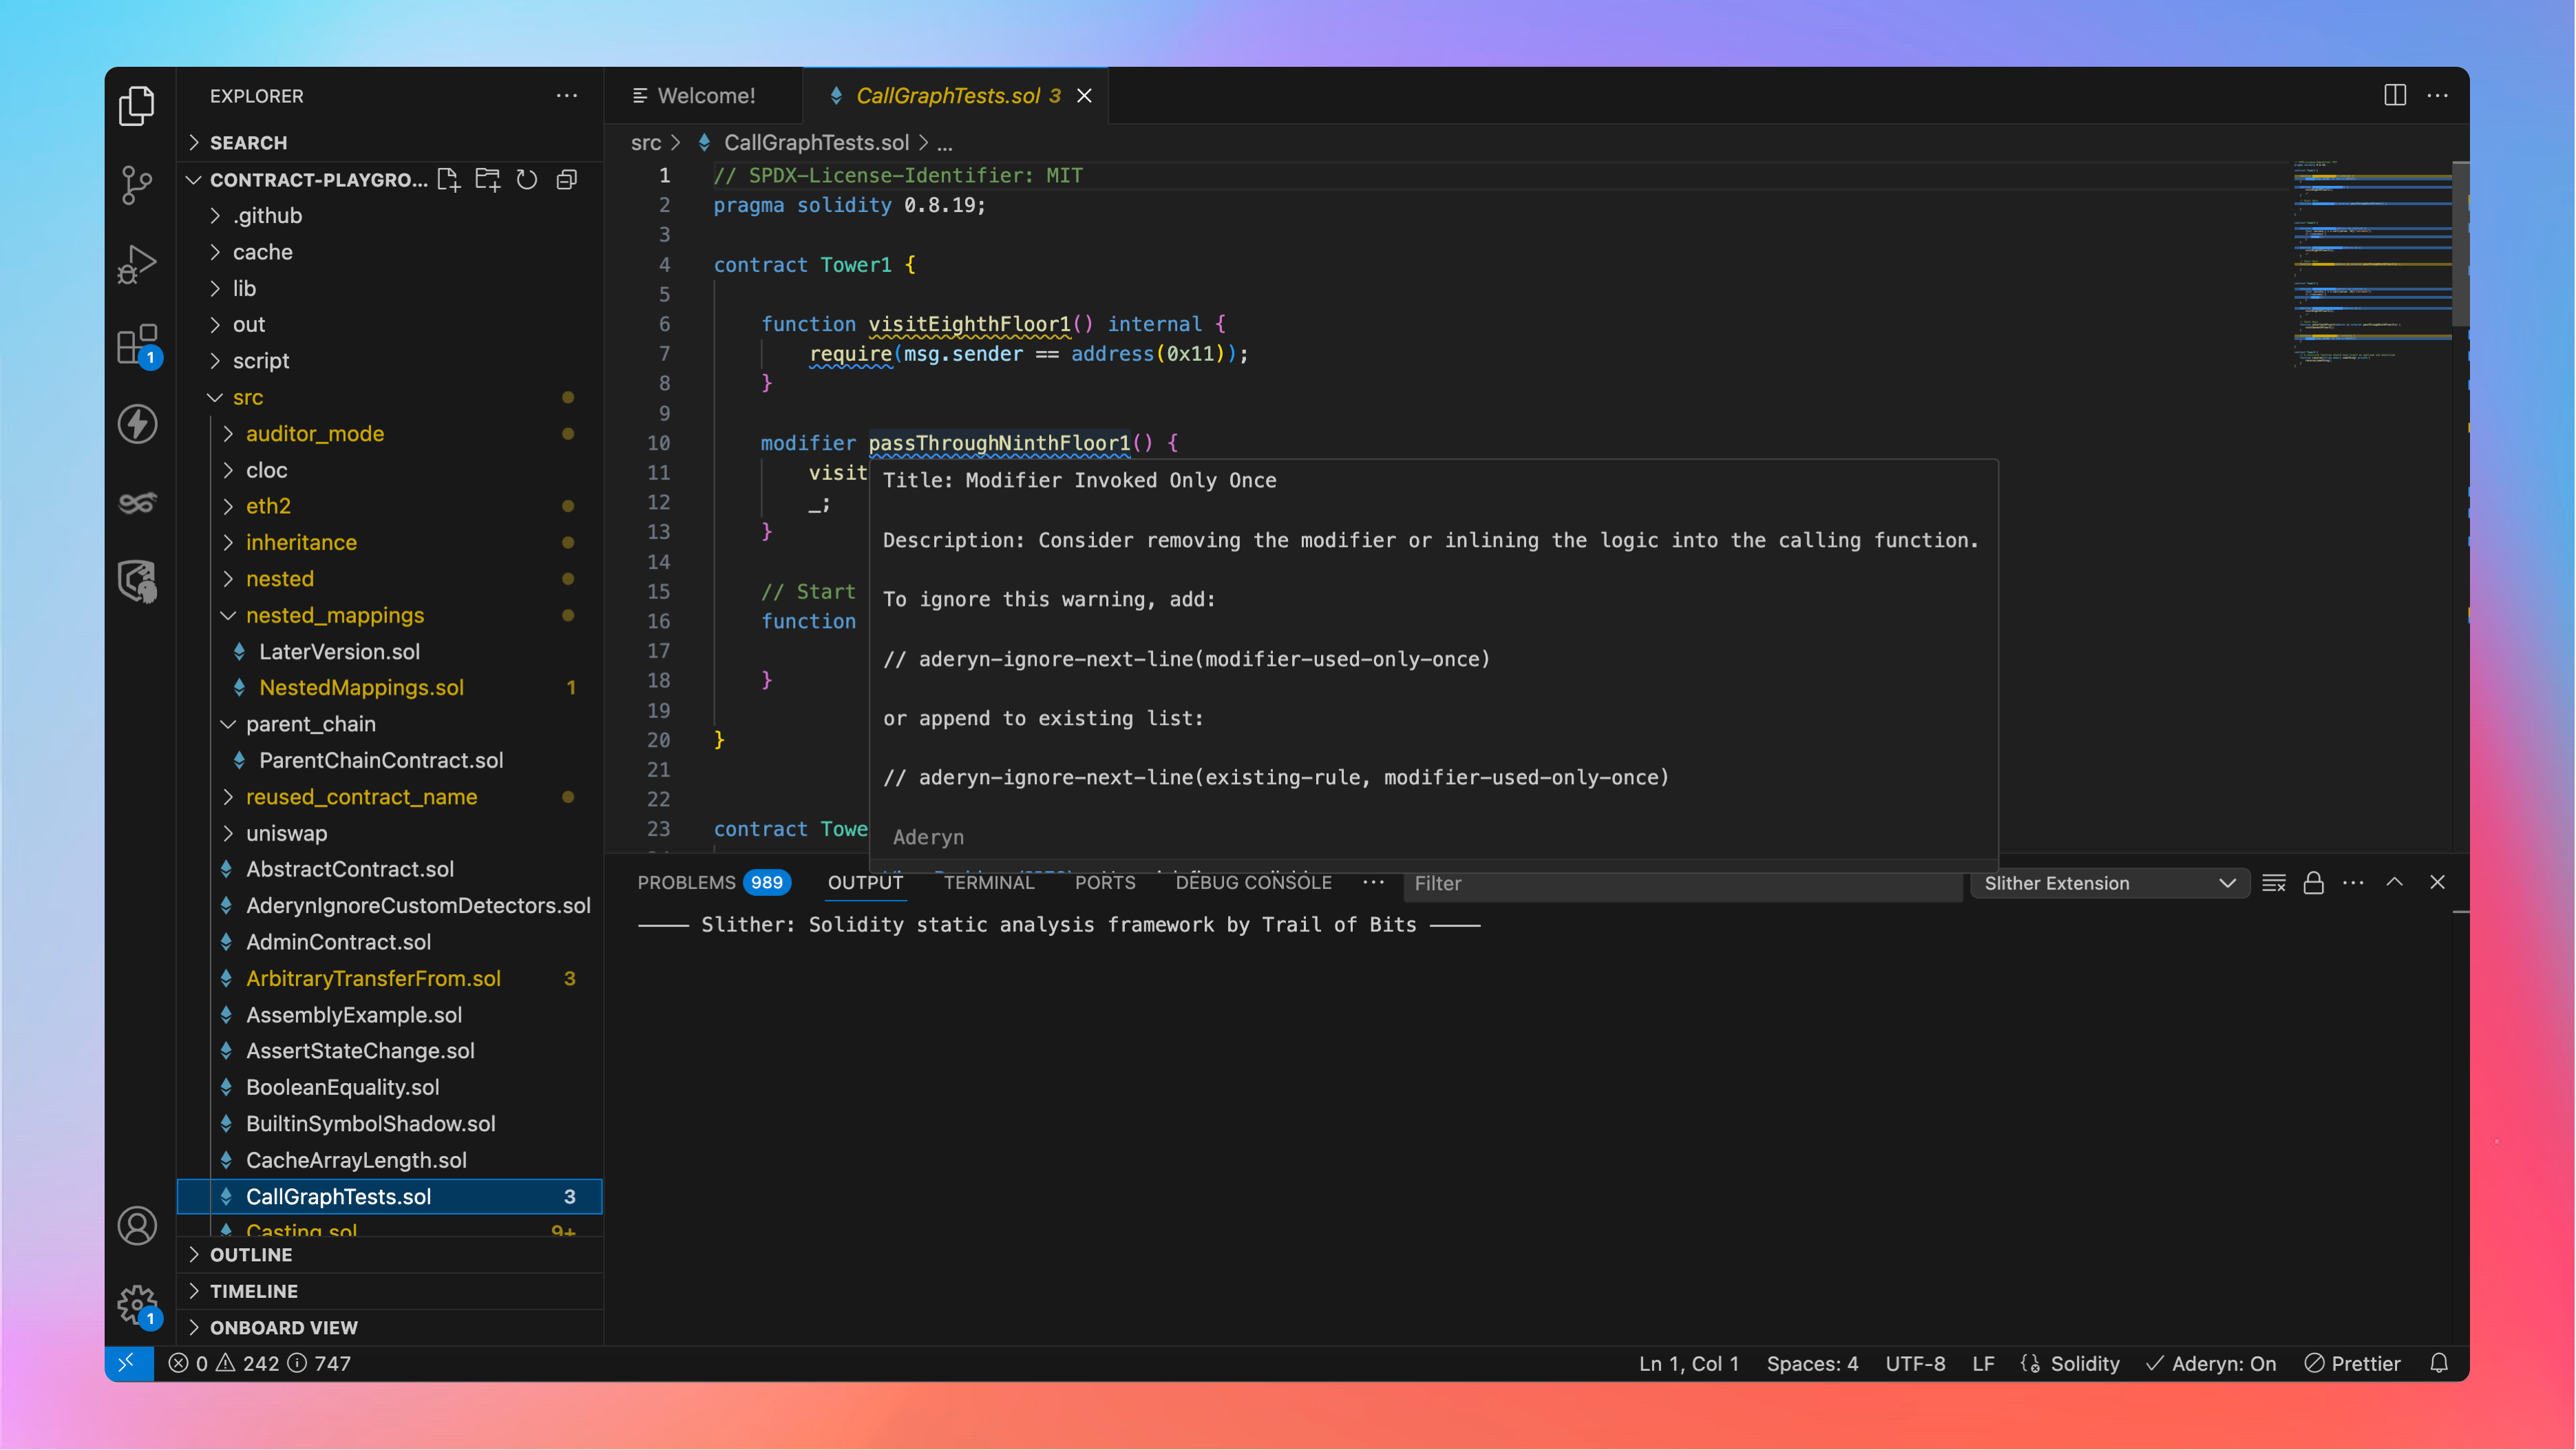 EXPLORER
SEARCH
CONTRACT-PLAYGRO...
.github
cache
lib
out
script
src
auditor_mode
cloc
eth2
inheritance
nested
nested_mappings
LaterVersion.sol
NestedMappings.sol 1
parent_chain
ParentChainContract.sol
reused_contract_name
uniswap
AbstractContract.sol
AderynIgnoreCustomDetectors.sol
AdminContract.sol
ArbitraryTransferFrom.sol 3
AssemblyExample.sol
AssertStateChange.sol
BooleanEquality.sol
BuiltinSymbolShadow.sol
CacheArrayLength.sol
CallGraphTests.sol 3
Casting.sol 9+
OUTLINE
TIMELINE
ONBOARD VIEW
1
1
Welcome!
CallGraphTests.sol 3
src > CallGraphTests.sol > ...
1 // SPDX-License-Identifier: MIT
2 pragma solidity 0.8.19;
3
4 contract Tower1 {
5
6 function visitEighthFloor1() internal {
7 require(msg.sender == address(0x11));
8 }
9
10 modifier passThroughNinthFloor1() {
11 visit
12 _;
13 }
14
15 // Start
16 function
17
18 }
19
20 }
21
22
23 contract Towe
Title: Modifier Invoked Only Once
Description: Consider removing the modifier or inlining the logic into the calling function.
To ignore this warning, add:
// aderyn-ignore-next-line(modifier-used-only-once)
or append to existing list:
// aderyn-ignore-next-line(existing-rule, modifier-used-only-once)
Aderyn
PROBLEMS 989 OUTPUT TERMINAL PORTS DEBUG CONSOLE ... Filter Slither Extension
—— Slither: Solidity static analysis framework by Trail of Bits ——
0 242 747
Ln 1, Col 1 Spaces: 4 UTF-8 LF Solidity Aderyn: On Prettier